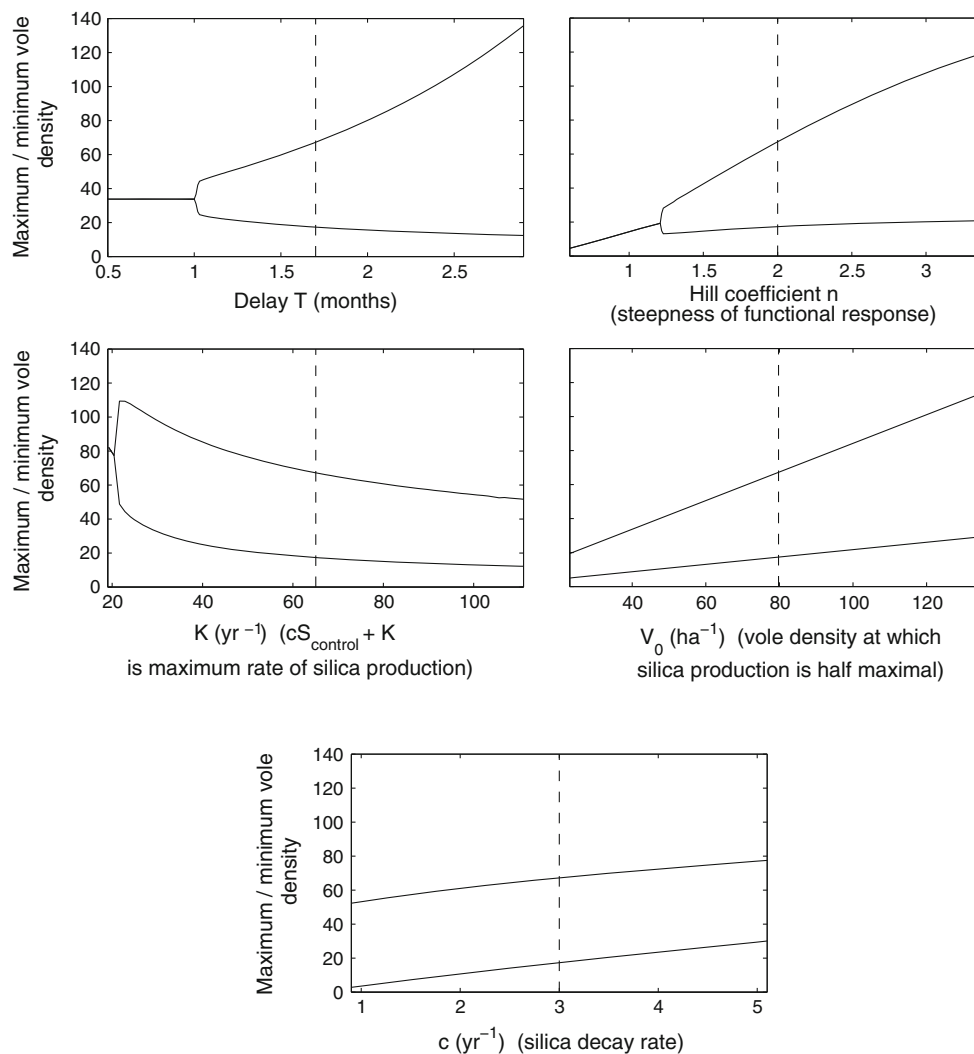 140
120
100
80
60
40
20
0
Maximum / minimum vole
density
0.5 1 1.5 2 2.5
Delay T (months)
1 1.5 2 2.5 3
Hill coefficient n
(steepness of functional response)
140
120
100
80
60
40
20
0
Maximum / minimum vole
density
20 40 60 80 100
K (yr⁻¹) (cS_control + K
is maximum rate of silica production)
40 60 80 100 120
V₀ (ha⁻¹) (vole density at which
silica production is half maximal)
140
120
100
80
60
40
20
0
Maximum / minimum vole
density
1 2 3 4 5
c (yr⁻¹) (silica decay rate)